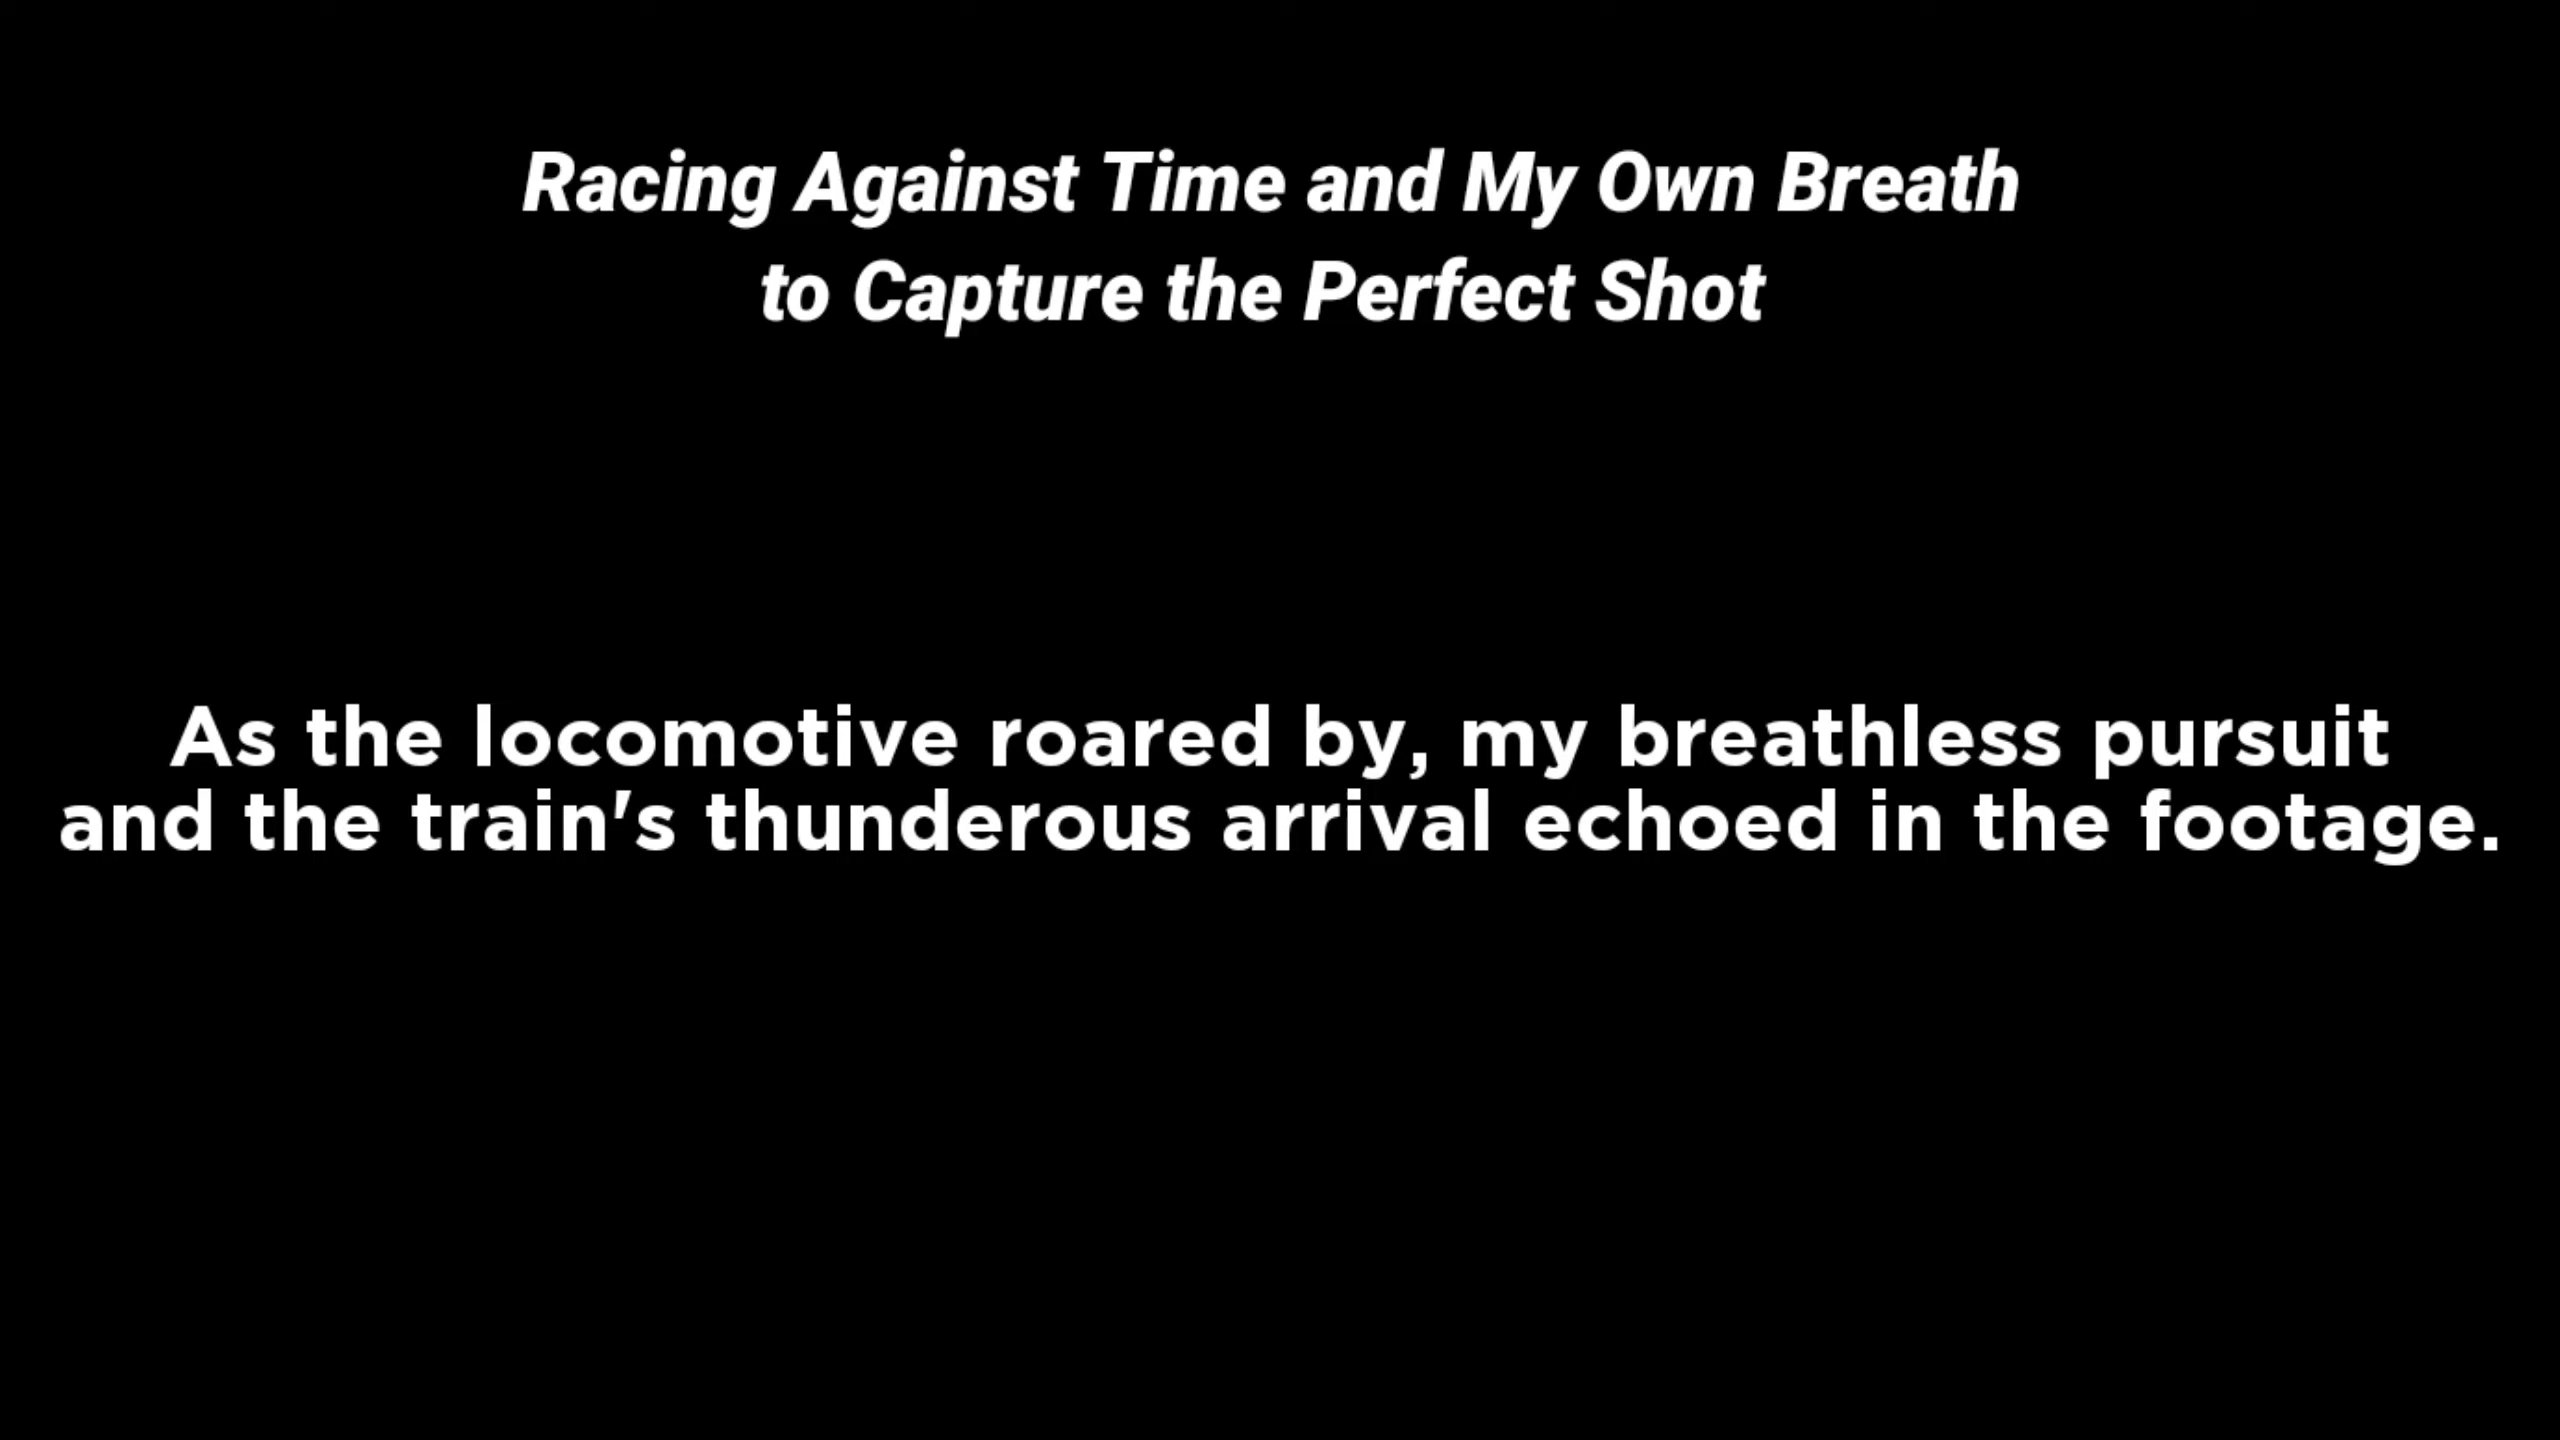 Racing Against Time and My Own Breath
to Capture the Perfect Shot
As the locomotive roared by, my breathless pursuit
and the train's thunderous arrival echoed in the footage.